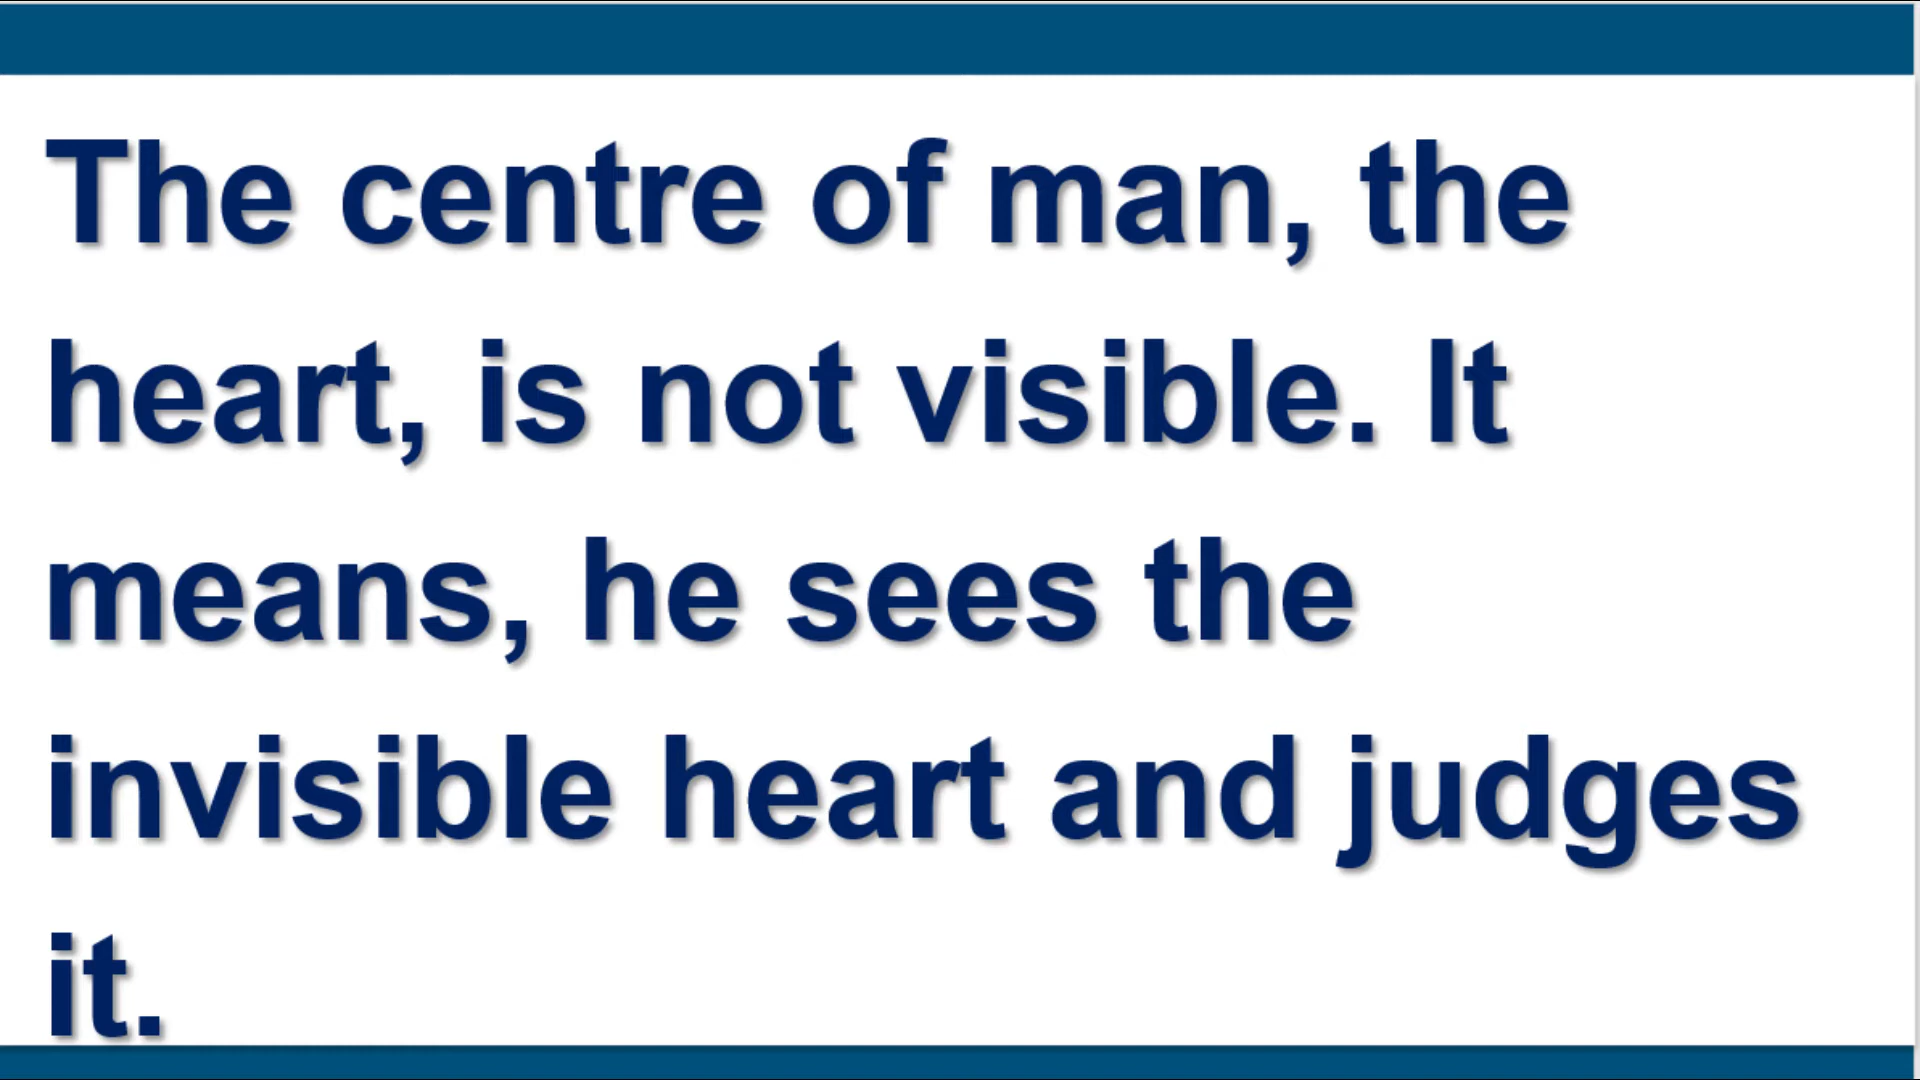 The centre of man, the
heart, is not visible. It
means, he sees the
invisible heart and judges
it.